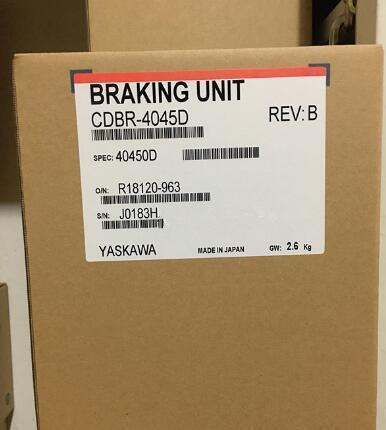 BRAKING UNIT
CDBR-4045D REV: B
SPEC: 40450D
O/N: R18120-963
S/N: J0183H
YASKAWA MADE IN JAPAN GW: 2.6 Kg